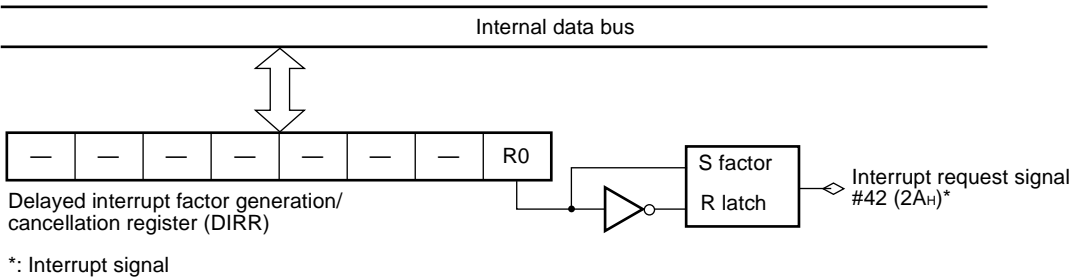 Internal data bus
— — — — — — — R0
S factor
R latch
Interrupt request signal
#42 (2AH)*
Delayed interrupt factor generation/
cancellation register (DIRR)
*: Interrupt signal